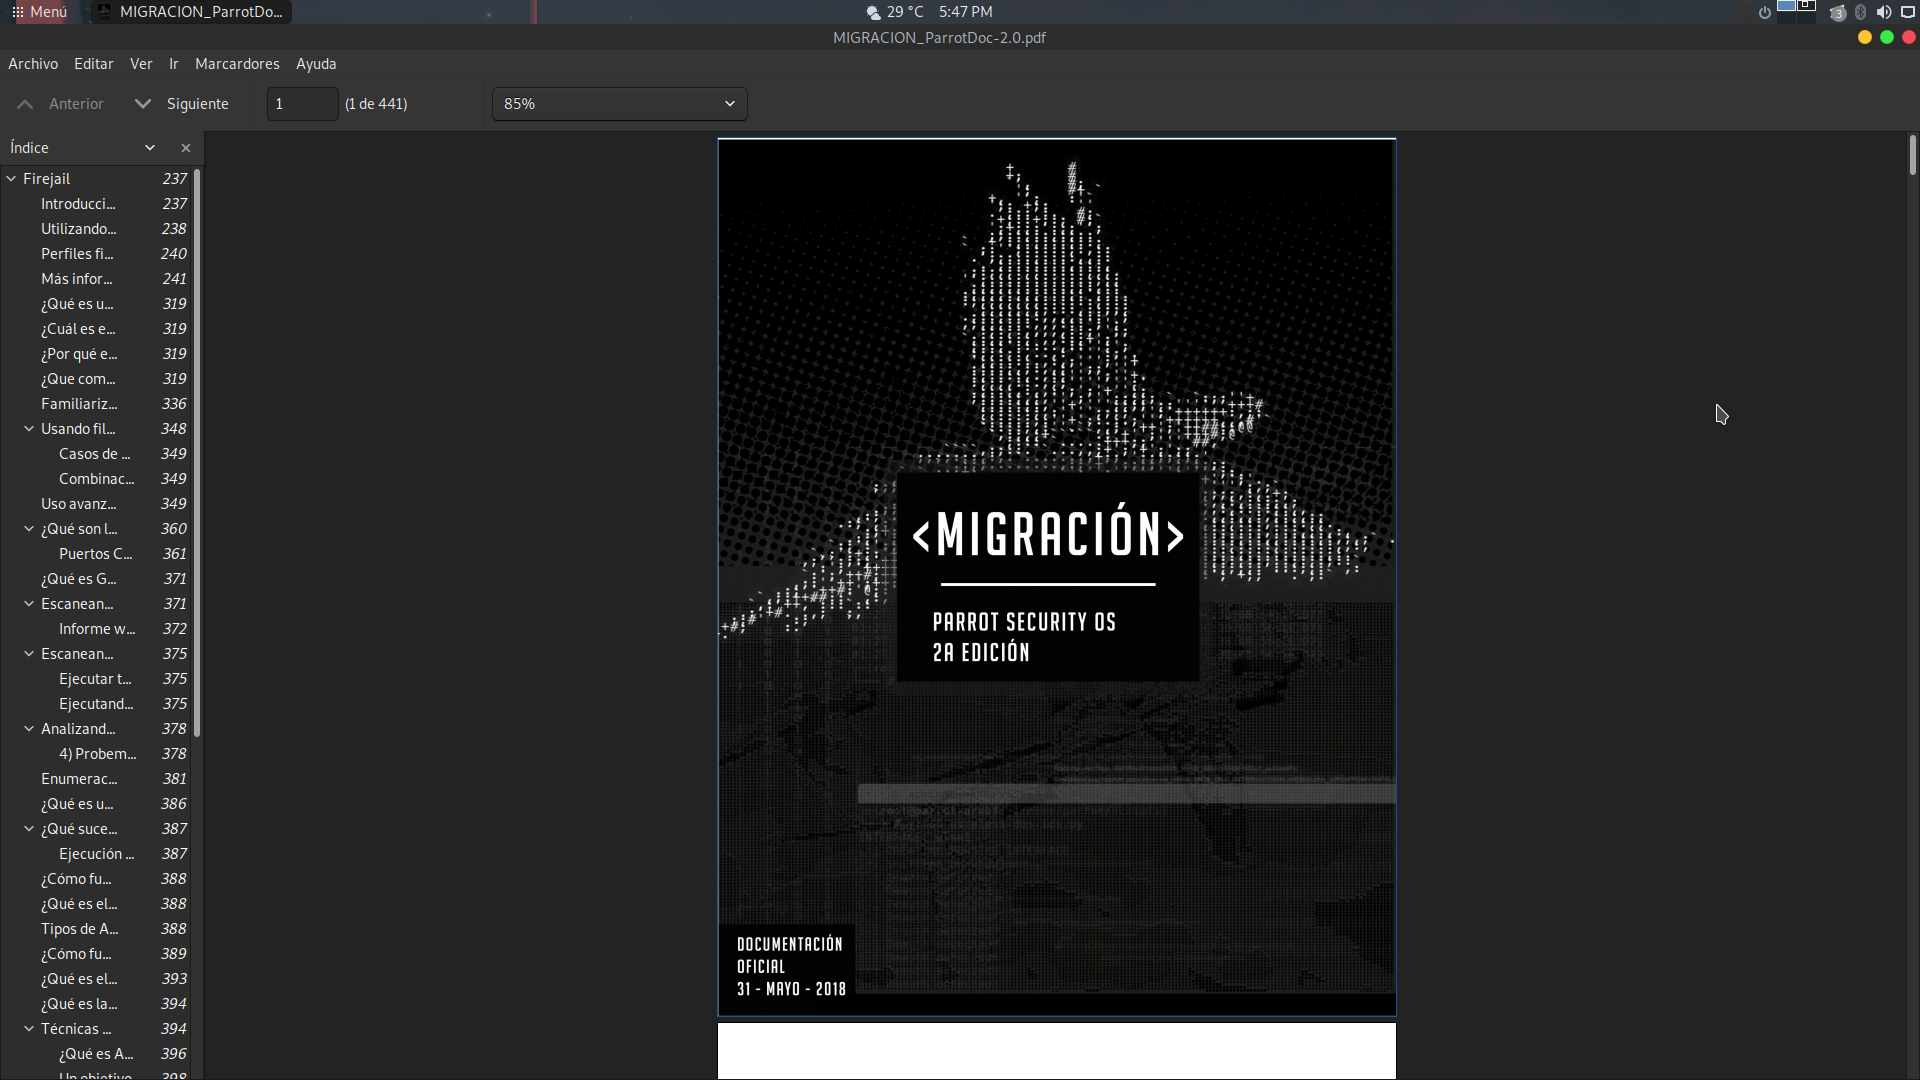 Menú
MIGRACION_ParrotDo...
29 °C
5:47 PM
3
MIGRACION_ParrotDoc-2.0.pdf
Archivo Editar Ver Ir Marcardores Ayuda
Anterior Siguiente 1 (1 de 441) 85%
Índice
Firejail 237
Introducci... 237
Utilizando... 238
Perfiles fi... 240
Más infor... 241
¿Qué es u... 319
¿Cuál es e... 319
¿Por qué e... 319
¿Que com... 319
Familiariz... 336
Usando fil... 348
Casos de ... 349
Combinac... 349
Uso avanz... 349
¿Qué son l... 360
Puertos C... 361
¿Qué es G... 371
Escanean... 371
Informe w... 372
Escanean... 375
Ejecutar t... 375
Ejecutand... 375
Analizand... 378
4) Probem... 378
Enumerac... 381
¿Qué es u... 386
¿Qué suce... 387
Ejecución ... 387
¿Cómo fu... 388
¿Qué es el... 388
Tipos de A... 388
¿Cómo fu... 389
¿Qué es el... 393
¿Qué es la... 394
Técnicas ... 394
¿Qué es A... 396
Un objetivo 398
<MIGRACIÓN>
PARROT SECURITY OS
2A EDICIÓN
DOCUMENTACIÓN
OFICIAL
31 - MAYO - 2018